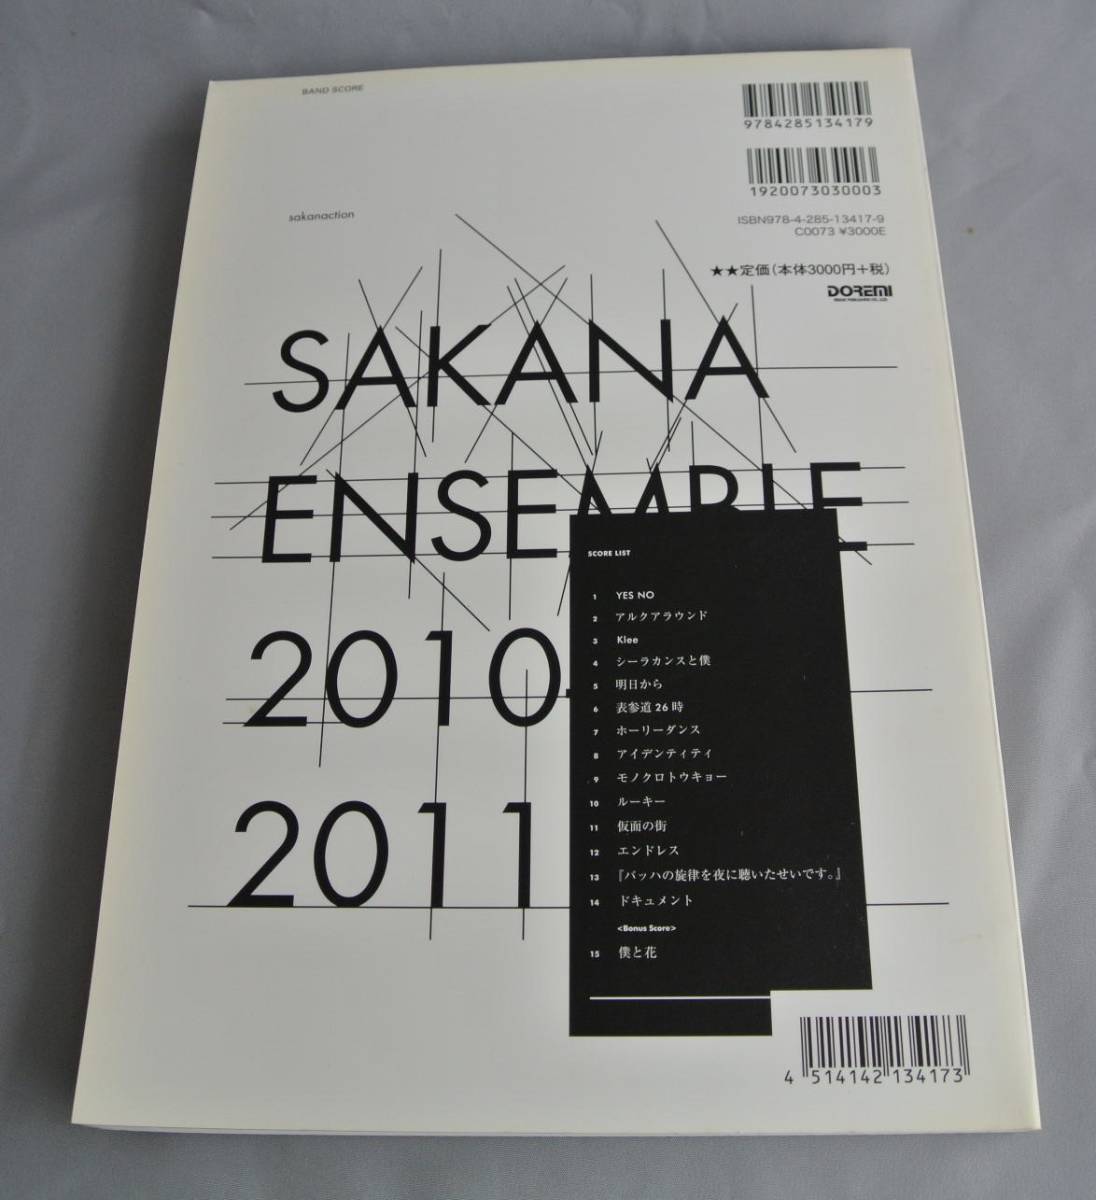 BAND SCORE
9784285134179
1920073030003
sakanaction
ISBN978-4-285-13417-9
C0073 ¥3000E
★★定価(本体3000円+税)
DOREMI
SAKANA
ENSEMBLE
2010-
2011
SCORE LIST
1 YES NO
2 アルクアラウンド
3 Klee
4 シーラカンスと僕
5 明日から
6 表参道 26 時
7 ホーリーダンス
8 アイデンティティ
9 モノクロトウキョー
10 ルーキー
11 仮面の街
12 エンドレス
13 『バッハの旋律を夜に聴いたせいです。』
14 ドキュメント
<Bonus Score>
15 僕と花
4 514142 134173